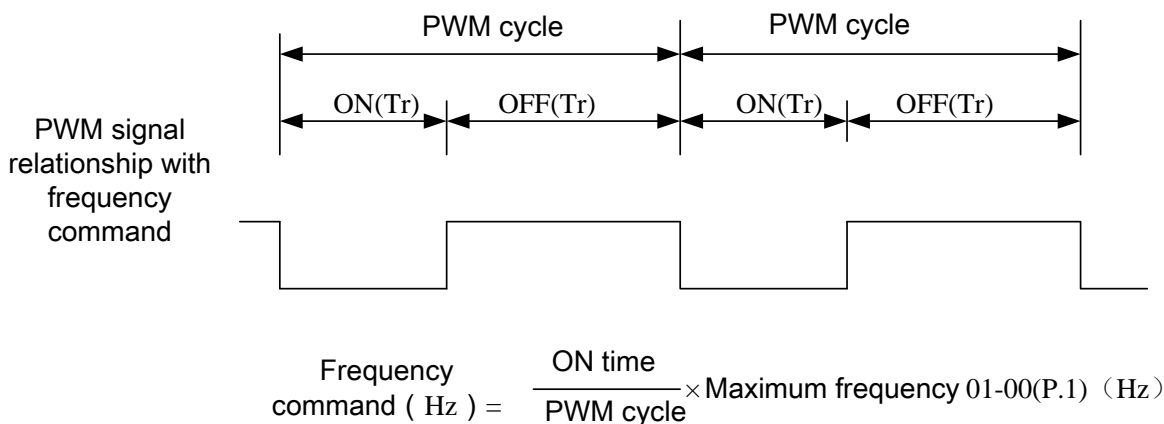 PWM cycle PWM cycle
ON(Tr) OFF(Tr) ON(Tr) OFF(Tr)
PWM signal
relationship with
frequency
command
Frequency
command ( Hz ) =
ON time
PWM cycle
×Maximum frequency 01-00(P.1)（Hz）